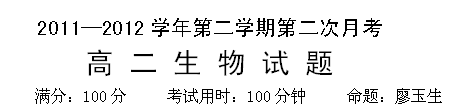 2011—2012 学年第二学期第二次月考
高 二 生 物 试 题
满分：100 分 考试用时：100 分钟 命题：廖玉生